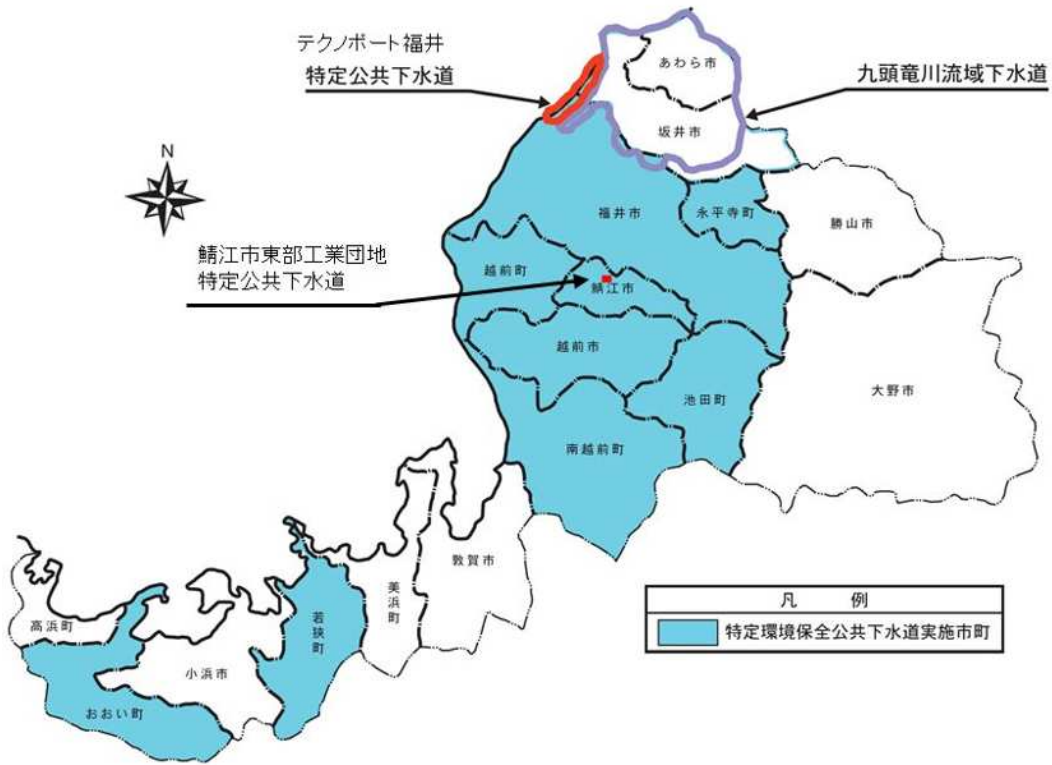 テクノポート福井
特定公共下水道
九頭竜川流域下水道
あわら市
坂井市
N
福井市
永平寺町
勝山市
鯖江市東部工業団地
特定公共下水道
越前町
鯖江市
越前市
大野市
池田町
南越前町
敦賀市
美浜町
若狭町
高浜町
小浜市
おおい町
凡 例
特定環境保全公共下水道実施市町